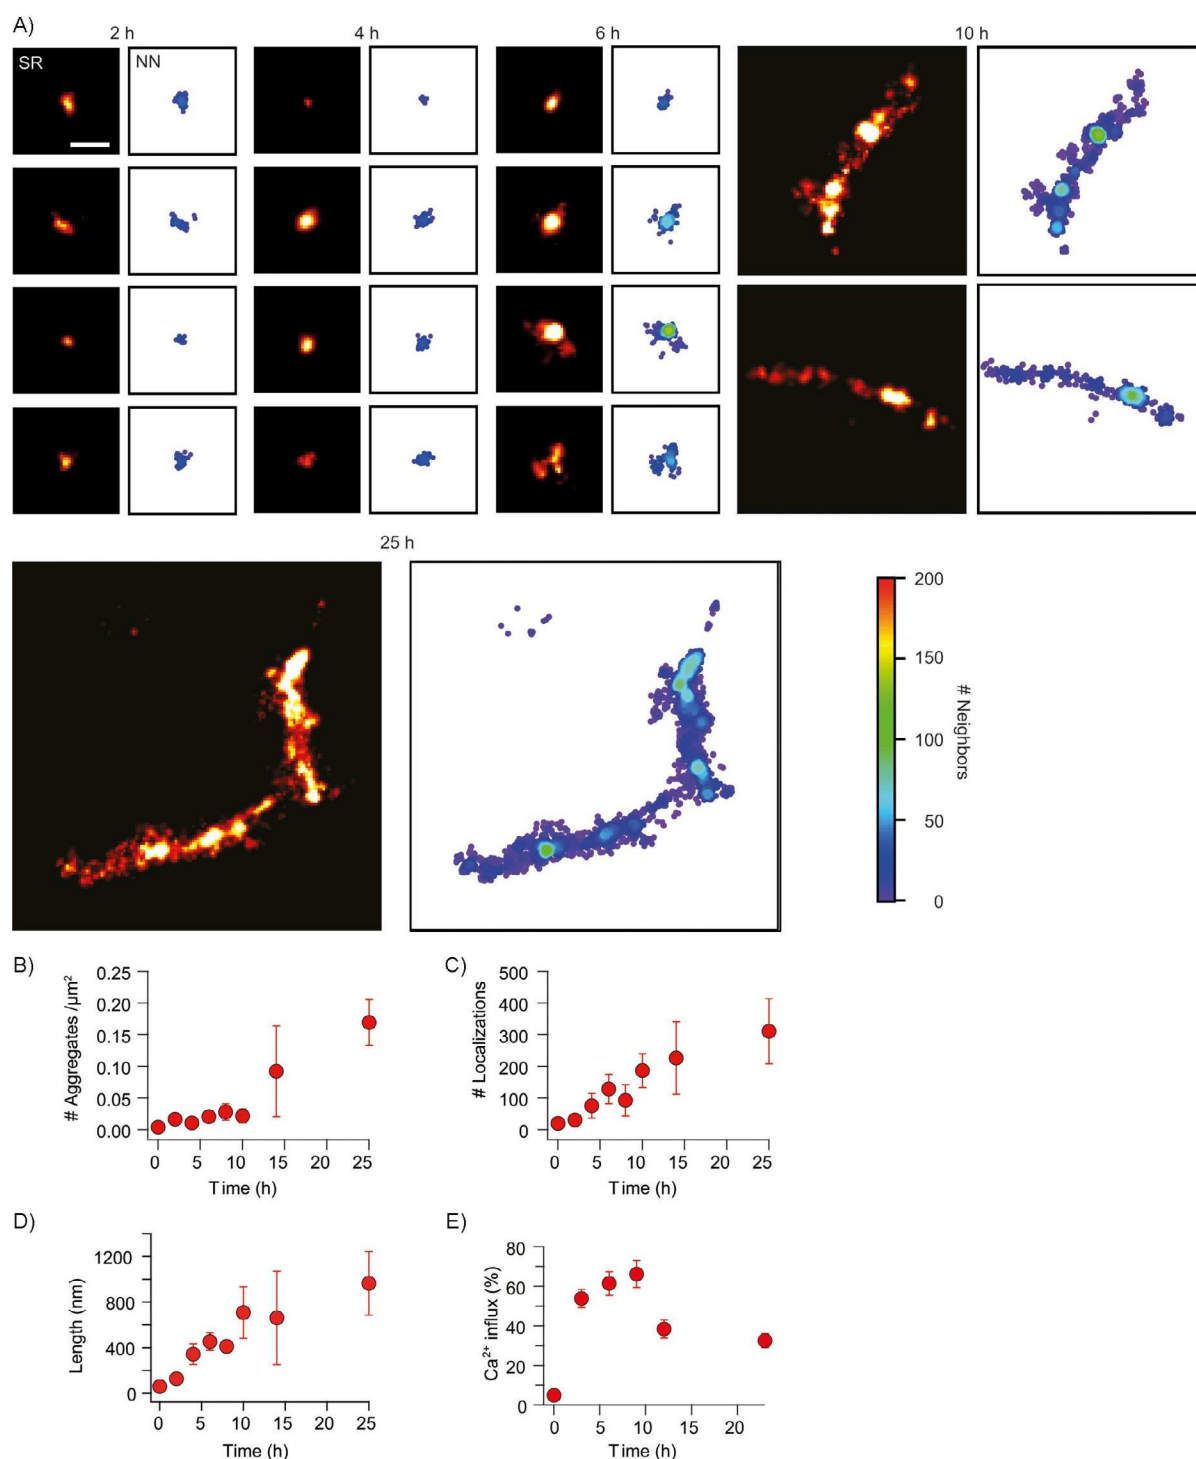 A)
2 h
4 h
6 h
10 h
SR
NN
25 h
200
150
100
50
0
# Neighbors
B)
# Aggregates /µm²
0.25
0.20
0.15
0.10
0.05
0.00
0 5 10 15 20 25
Time (h)
C)
# Localizations
500
400
300
200
100
0
0 5 10 15 20 25
Time (h)
D)
Length (nm)
1200
800
400
0
0 5 10 15 20 25
Time (h)
E)
Ca²⁺ influx (%)
80
60
40
20
0
0 5 10 15 20
Time (h)